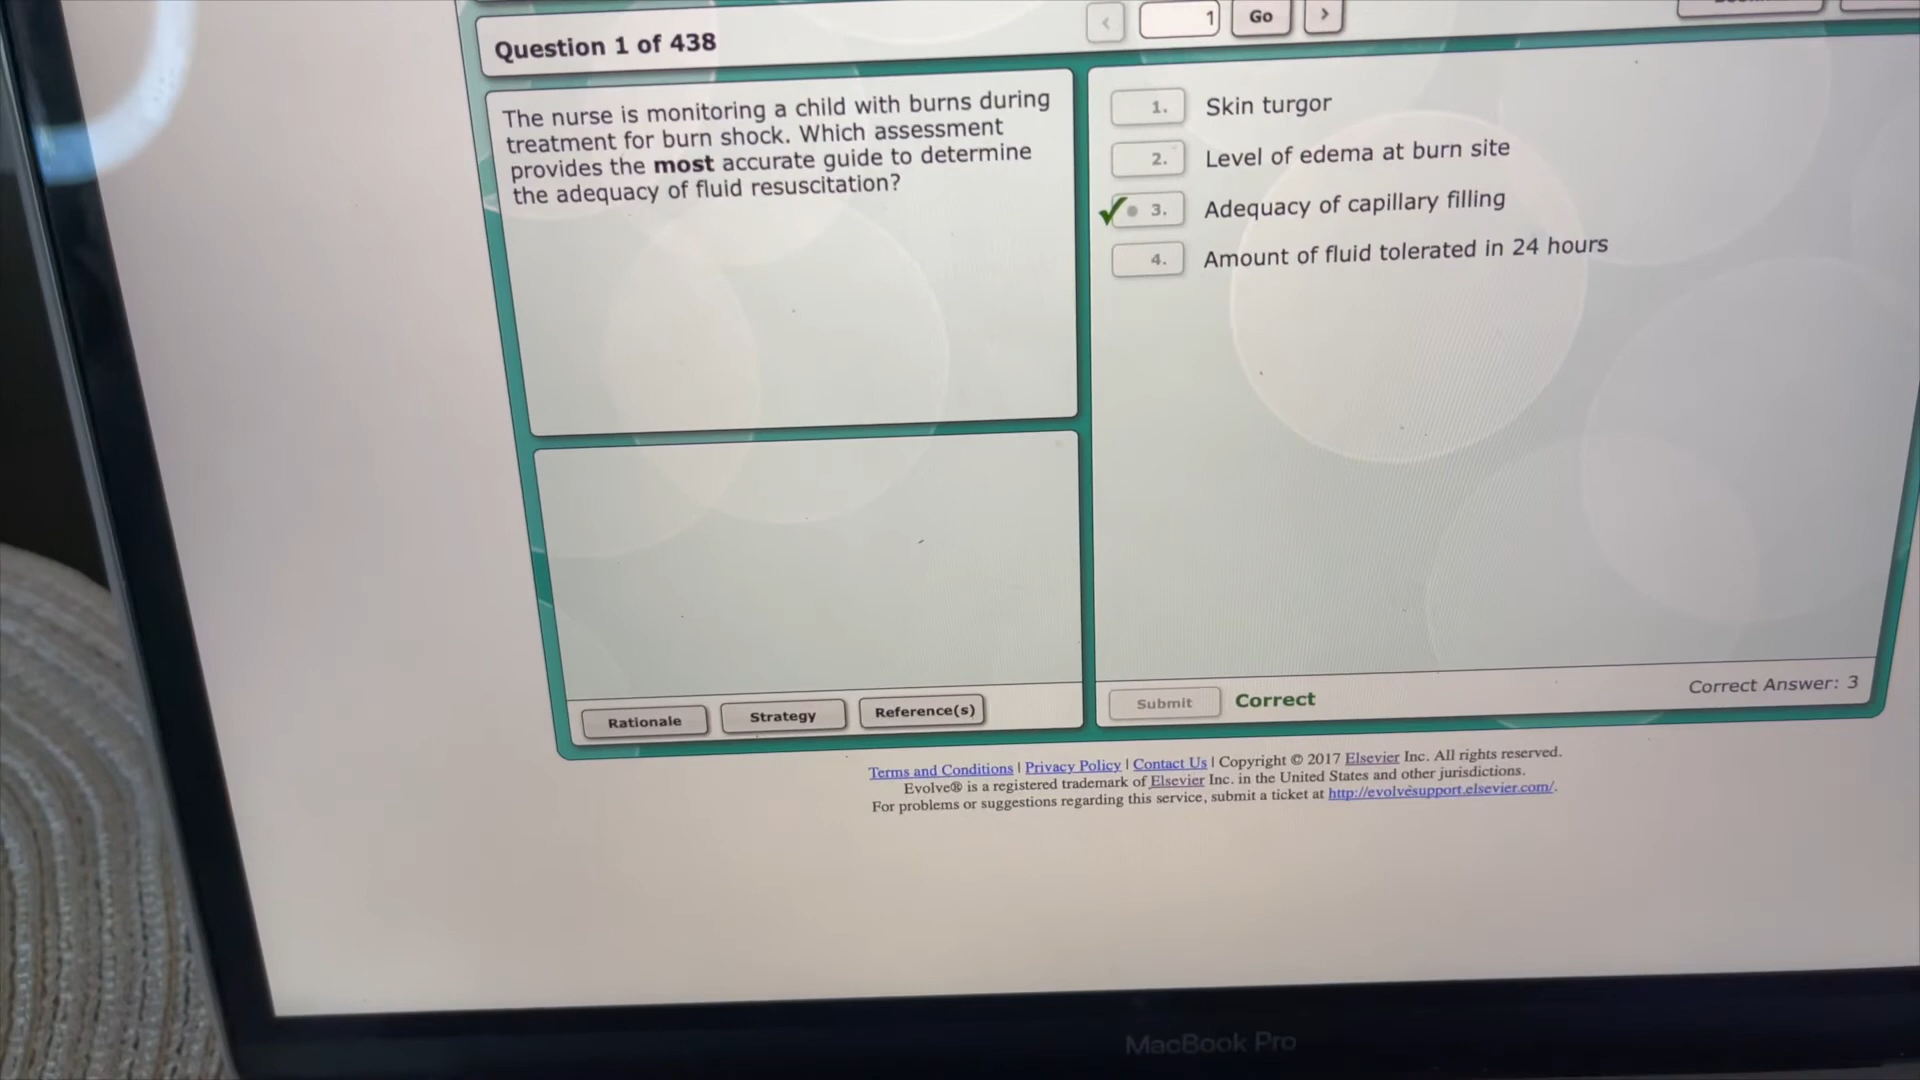 1
Go
>
<
Question 1 of 438
The nurse is monitoring a child with burns during
treatment for burn shock. Which assessment
provides the most accurate guide to determine
the adequacy of fluid resuscitation?
1. Skin turgor
2. Level of edema at burn site
3. Adequacy of capillary filling
4. Amount of fluid tolerated in 24 hours
Rationale
Strategy
Reference(s)
Submit
Correct
Correct Answer: 3
Terms and Conditions | Privacy Policy | Contact Us | Copyright © 2017 Elsevier Inc. All rights reserved.
Evolve® is a registered trademark of Elsevier Inc. in the United States and other jurisdictions.
For problems or suggestions regarding this service, submit a ticket at http://evolvesupport.elsevier.com/.
MacBook Pro